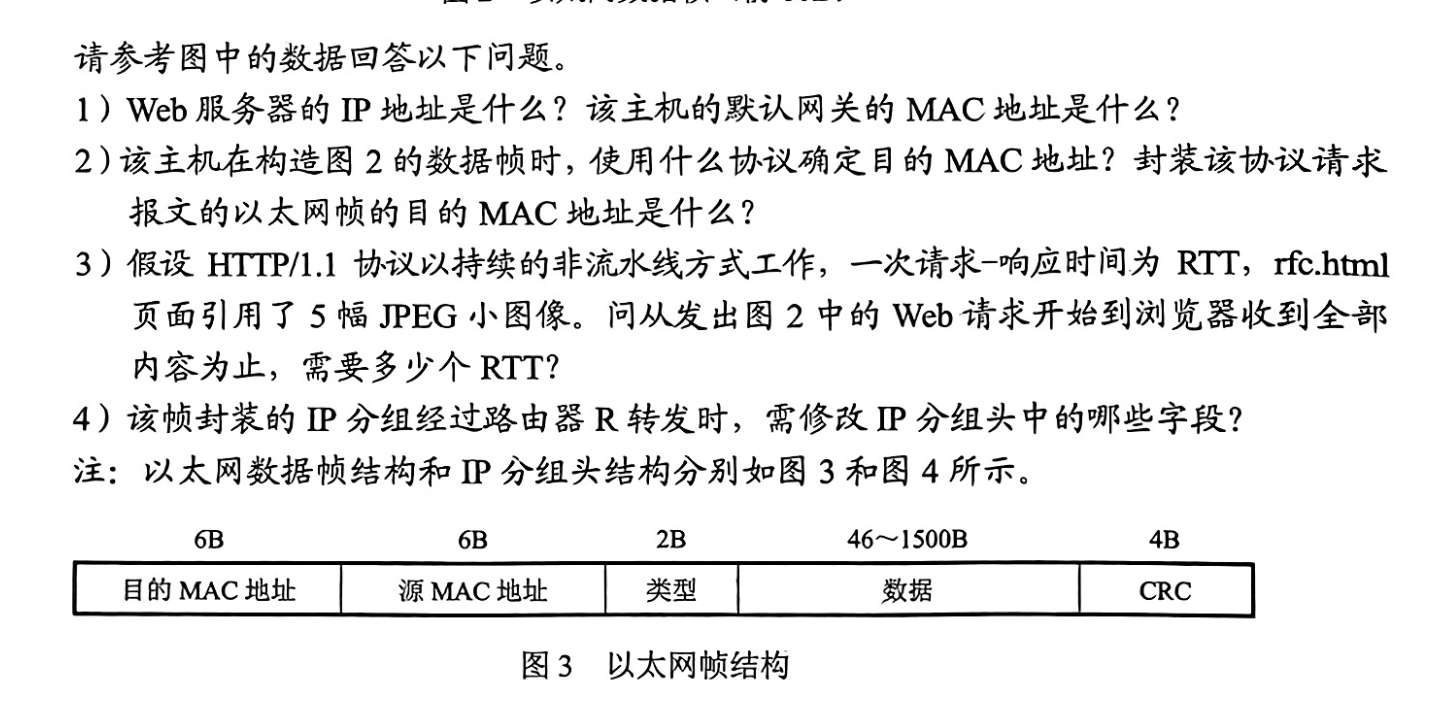 请参考图中的数据回答以下问题。
1）Web 服务器的 IP 地址是什么？该主机的默认网关的 MAC 地址是什么？
2）该主机在构造图 2 的数据帧时，使用什么协议确定目的 MAC 地址？封装该协议请求
报文的以太网帧的目的 MAC 地址是什么？
3）假设 HTTP/1.1 协议以持续的非流水线方式工作，一次请求-响应时间为 RTT，rfc.html
页面引用了 5 幅 JPEG 小图像。问从发出图 2 中的 Web 请求开始到浏览器收到全部
内容为止，需要多少个 RTT？
4）该帧封装的 IP 分组经过路由器 R 转发时，需修改 IP 分组头中的哪些字段？
注：以太网数据帧结构和 IP 分组头结构分别如图 3 和图 4 所示。
6B 6B 2B 46～1500B 4B
目的 MAC 地址 源 MAC 地址 类型 数据 CRC
图 3 以太网帧结构